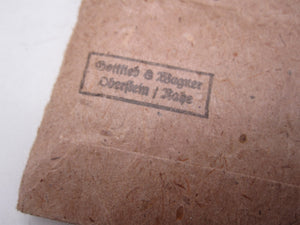 Gottlieb & Wagner
Oberstein / Nahe